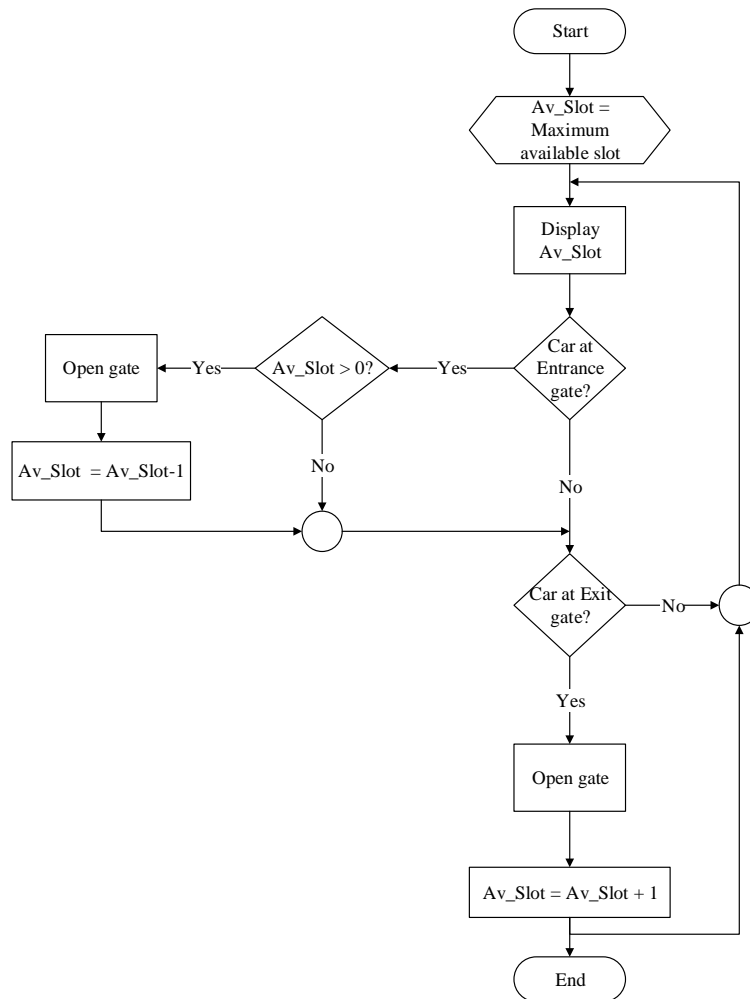 Start
Av_Slot =
Maximum
available slot
Display
Av_Slot
Car at
Entrance
gate?
Yes
Av_Slot > 0?
Yes
Open gate
Av_Slot = Av_Slot-1
No
No
Car at Exit
gate?
No
Yes
Open gate
Av_Slot = Av_Slot + 1
End